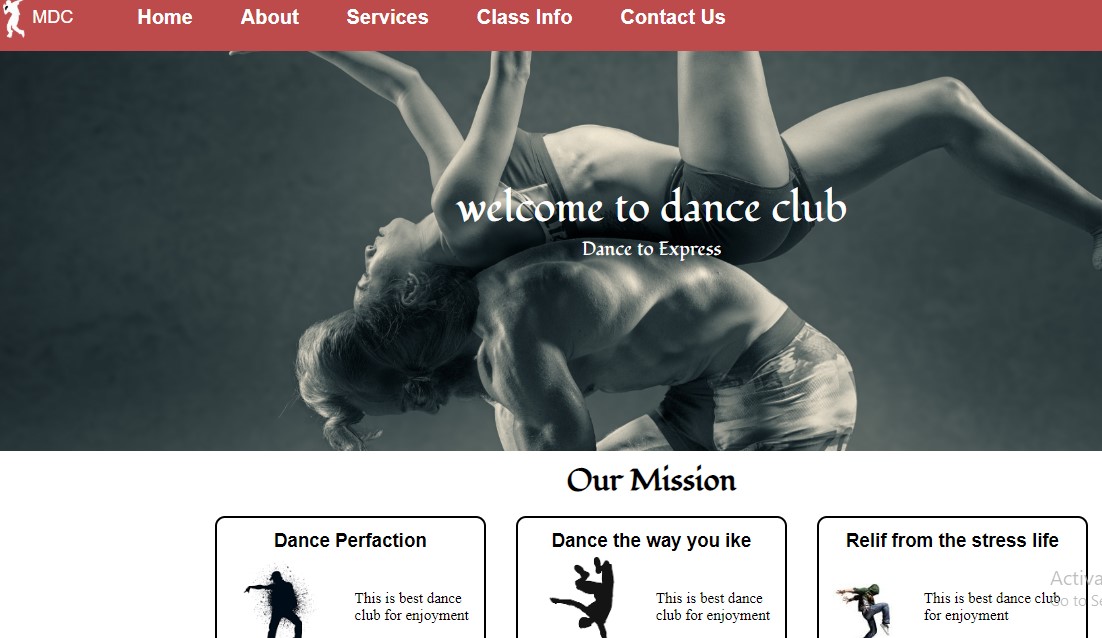 MDC Home About Services Class Info Contact Us
welcome to dance club
Dance to Express
Our Mission
Dance Perfaction
This is best dance
club for enjoyment
Dance the way you ike
This is best dance
club for enjoyment
Relif from the stress life
This is best dance club
for enjoyment
Activa
Go to Se